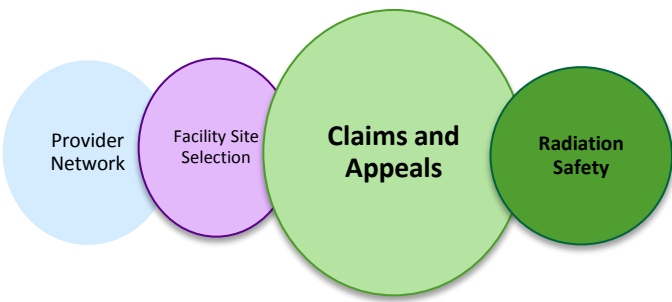 Provider
Network
Facility Site
Selection
Claims and
Appeals
Radiation
Safety